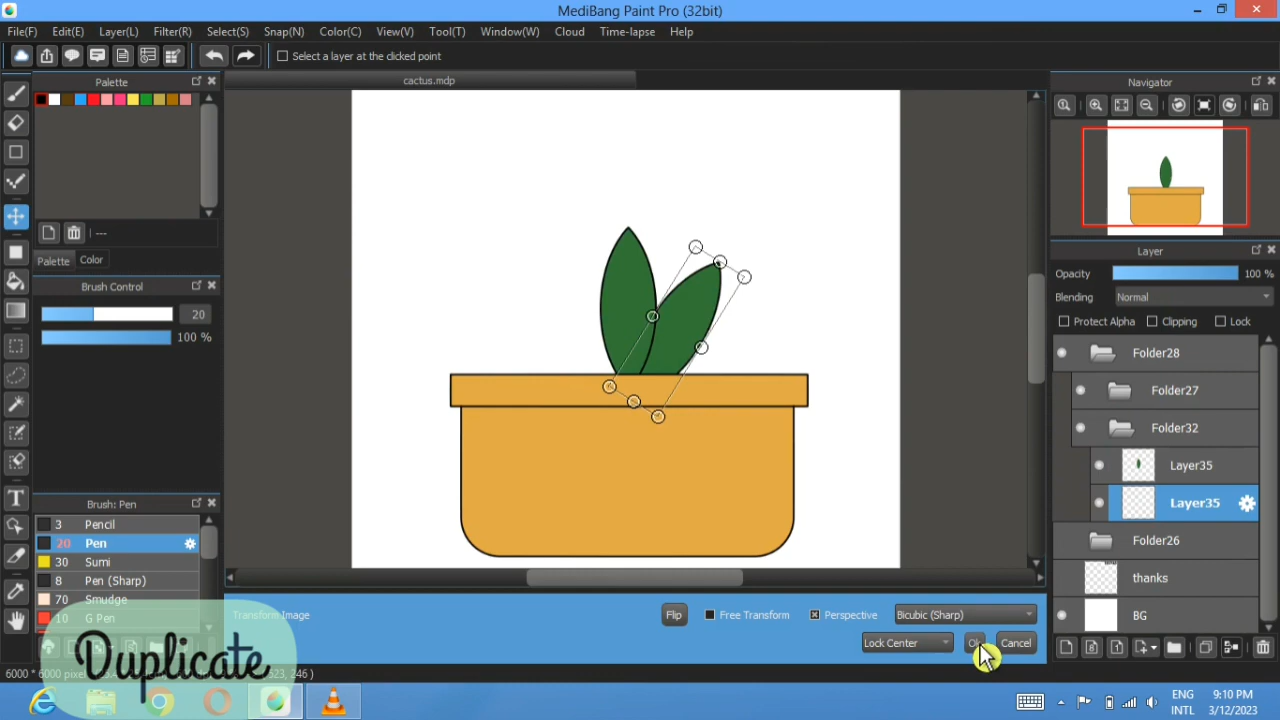 MediBang Paint Pro (32bit)
File(F) Edit(E) Layer(L) Filter(R) Select(S) Snap(N) Color(C) View(V) Tool(T) Window(W) Cloud Time-lapse Help
Select a layer at the clicked point
Palette
cactus.mdp
Navigator
---
Palette Color
Brush Control
20
100 %
Layer
Opacity 100 %
Blending Normal
Protect Alpha Clipping Lock
Folder28
Folder27
Folder32
Layer35
Layer35
Folder26
thanks
BG
Brush: Pen
3 Pencil
20 Pen
30 Sumi
8 Pen (Sharp)
70 Smudge
10 G Pen
Transform Image Flip Free Transform Perspective Bicubic (Sharp)
Lock Center Ok Cancel
Duplicate
6000 * 6000 pixel
ENG
INTL
9:10 PM
3/12/2023